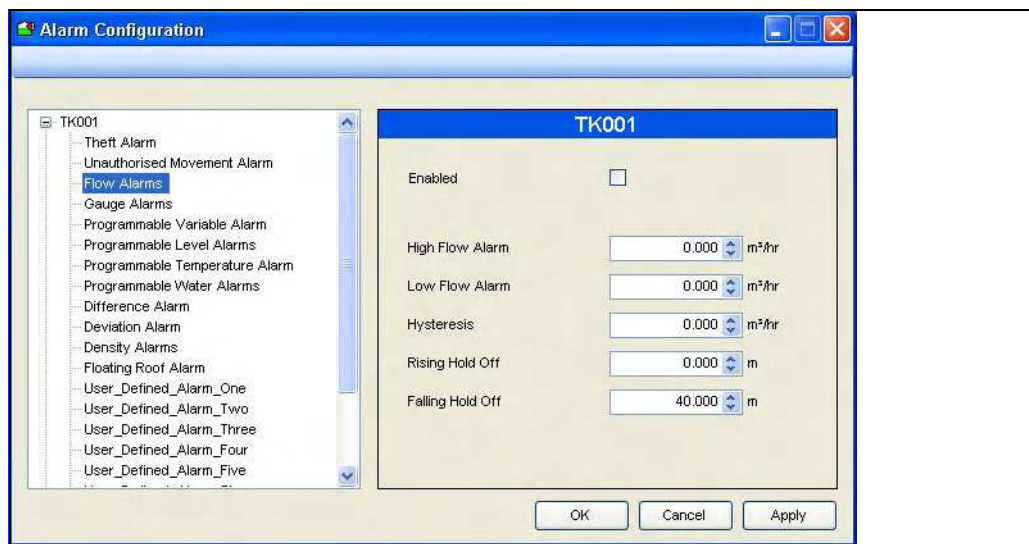 Alarm Configuration
TK001
Theft Alarm
Unauthorised Movement Alarm
Flow Alarms
Gauge Alarms
Programmable Variable Alarm
Programmable Level Alarms
Programmable Temperature Alarm
Programmable Water Alarms
Difference Alarm
Deviation Alarm
Density Alarms
Floating Roof Alarm
User_Defined_Alarm_One
User_Defined_Alarm_Two
User_Defined_Alarm_Three
User_Defined_Alarm_Four
User_Defined_Alarm_Five
TK001
Enabled
High Flow Alarm 0.000 m³/hr
Low Flow Alarm 0.000 m³/hr
Hysteresis 0.000 m³/hr
Rising Hold Off 0.000 m
Falling Hold Off 40.000 m
OK Cancel Apply